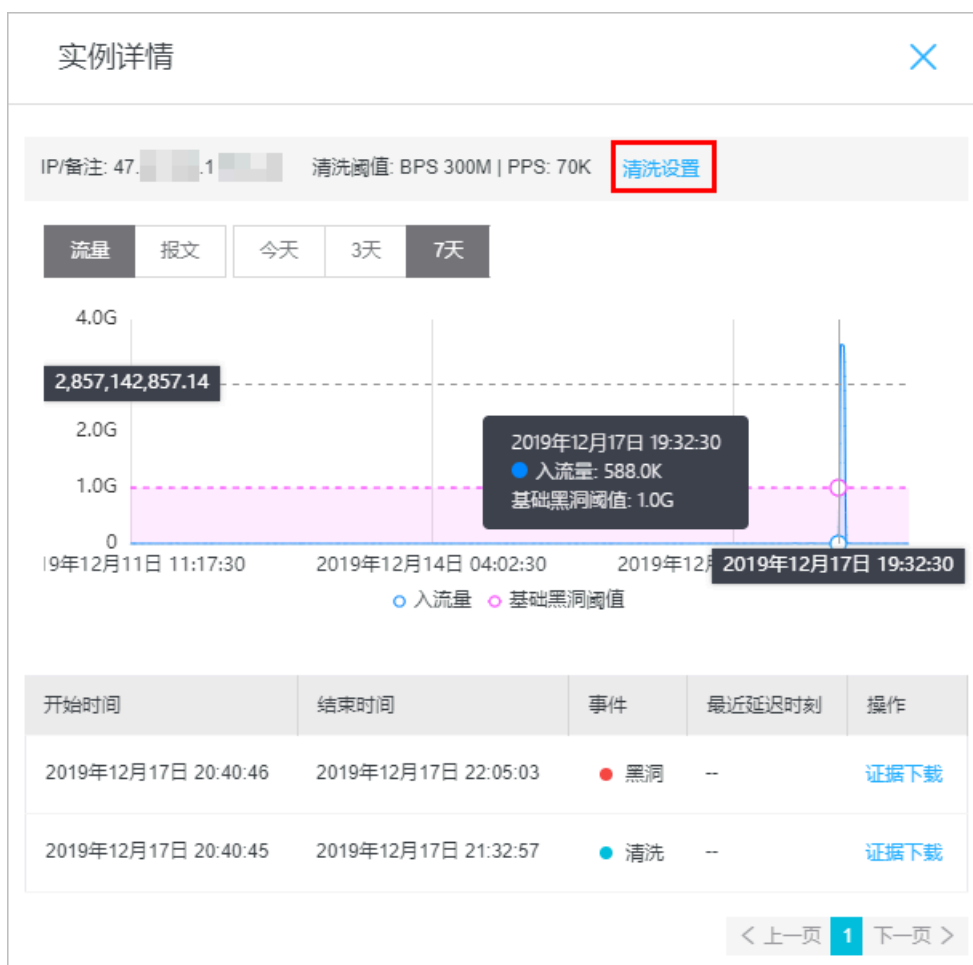 实例详情
IP/备注: 47. .1 清洗阈值: BPS 300M | PPS: 70K 清洗设置
流量 报文 今天 3天 7天
4.0G
2,857,142,857.14
2.0G
2019年12月17日 19:32:30
入流量: 588.0K
1.0G
基础黑洞阈值: 1.0G
0
19年12月11日 11:17:30 2019年12月14日 04:02:30 2019年12 2019年12月17日 19:32:30
入流量 基础黑洞阈值
开始时间 结束时间 事件 最近延迟时刻 操作
2019年12月17日 20:40:46 2019年12月17日 22:05:03 黑洞 -- 证据下载
2019年12月17日 20:40:45 2019年12月17日 21:32:57 清洗 -- 证据下载
< 上一页 1 下一页 >